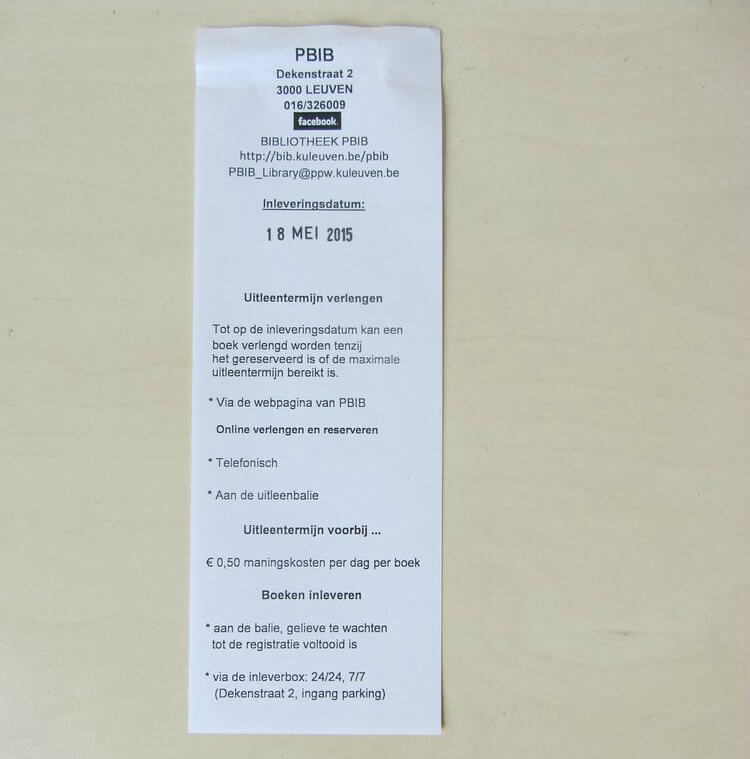 PBIB
Dekenstraat 2
3000 LEUVEN
016/326009
facebook
BIBLIOTHEEK PBIB
http://bib.kuleuven.be/pbib
PBIB_Library@ppw.kuleuven.be
Inleveringsdatum:
18 MEI 2015
Uitleentermijn verlengen
Tot op de inleveringsdatum kan een
boek verlengd worden tenzij
het gereserveerd is of de maximale
uitleentermijn bereikt is.
* Via de webpagina van PBIB
Online verlengen en reserveren
* Telefonisch
* Aan de uitleenbalie
Uitleentermijn voorbij ...
€ 0,50 maningskosten per dag per boek
Boeken inleveren
* aan de balie, gelieve te wachten
tot de registratie voltooid is
* via de inleverbox: 24/24, 7/7
(Dekenstraat 2, ingang parking)